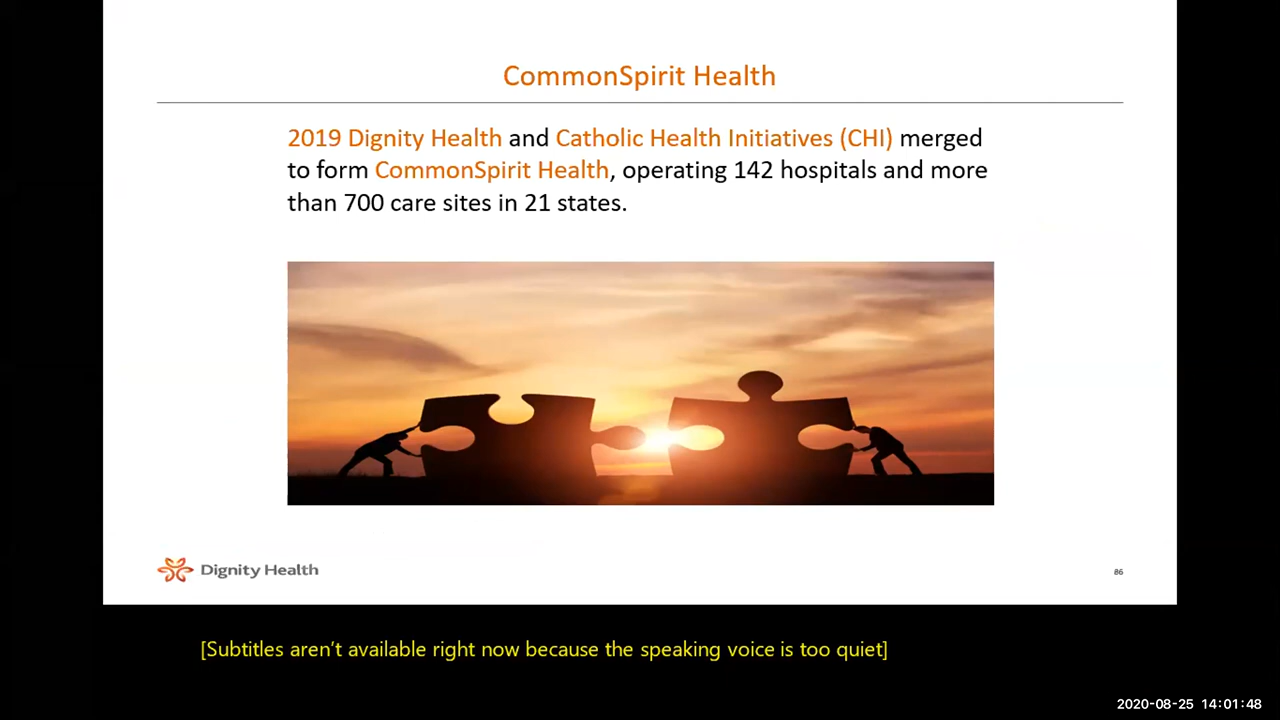 CommonSpirit Health
2019 Dignity Health and Catholic Health Initiatives (CHI) merged
to form CommonSpirit Health, operating 142 hospitals and more
than 700 care sites in 21 states.
Dignity Health
86
[Subtitles aren't available right now because the speaking voice is too quiet]
2020-08-25 14:01:48